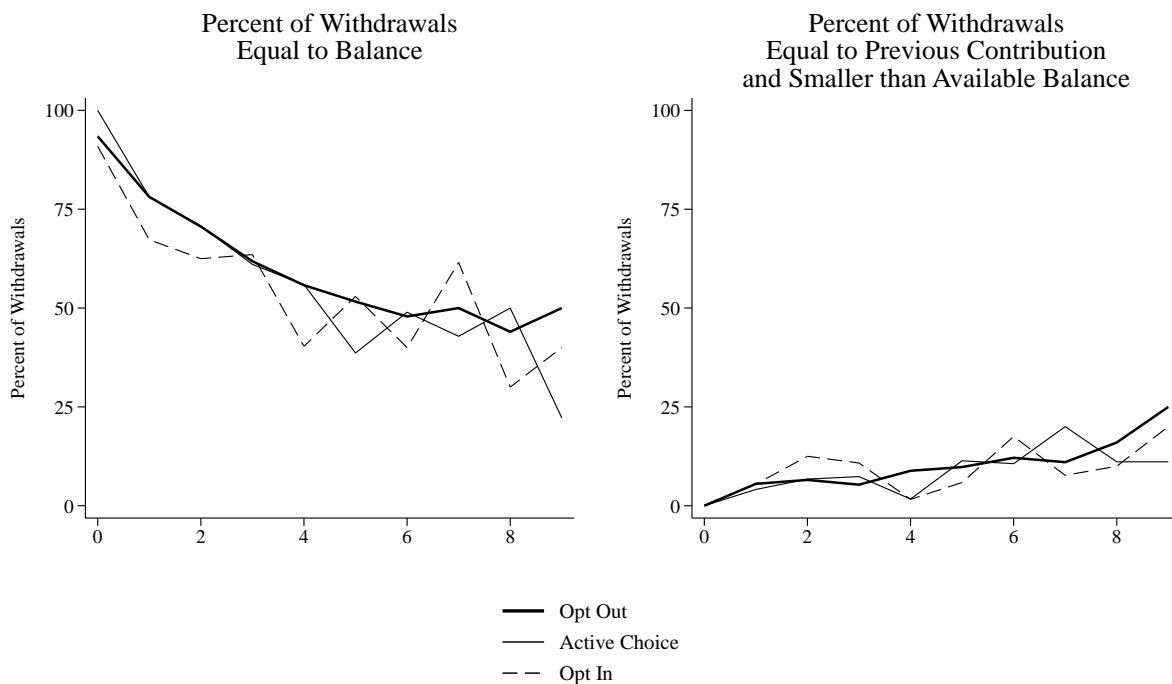 Percent of Withdrawals
Equal to Balance
100
75
50
25
0
Percent of Withdrawals
0
2
4
6
8
Percent of Withdrawals
Equal to Previous Contribution
and Smaller than Available Balance
100
75
50
25
0
Percent of Withdrawals
0
2
4
6
8
Opt Out
Active Choice
Opt In